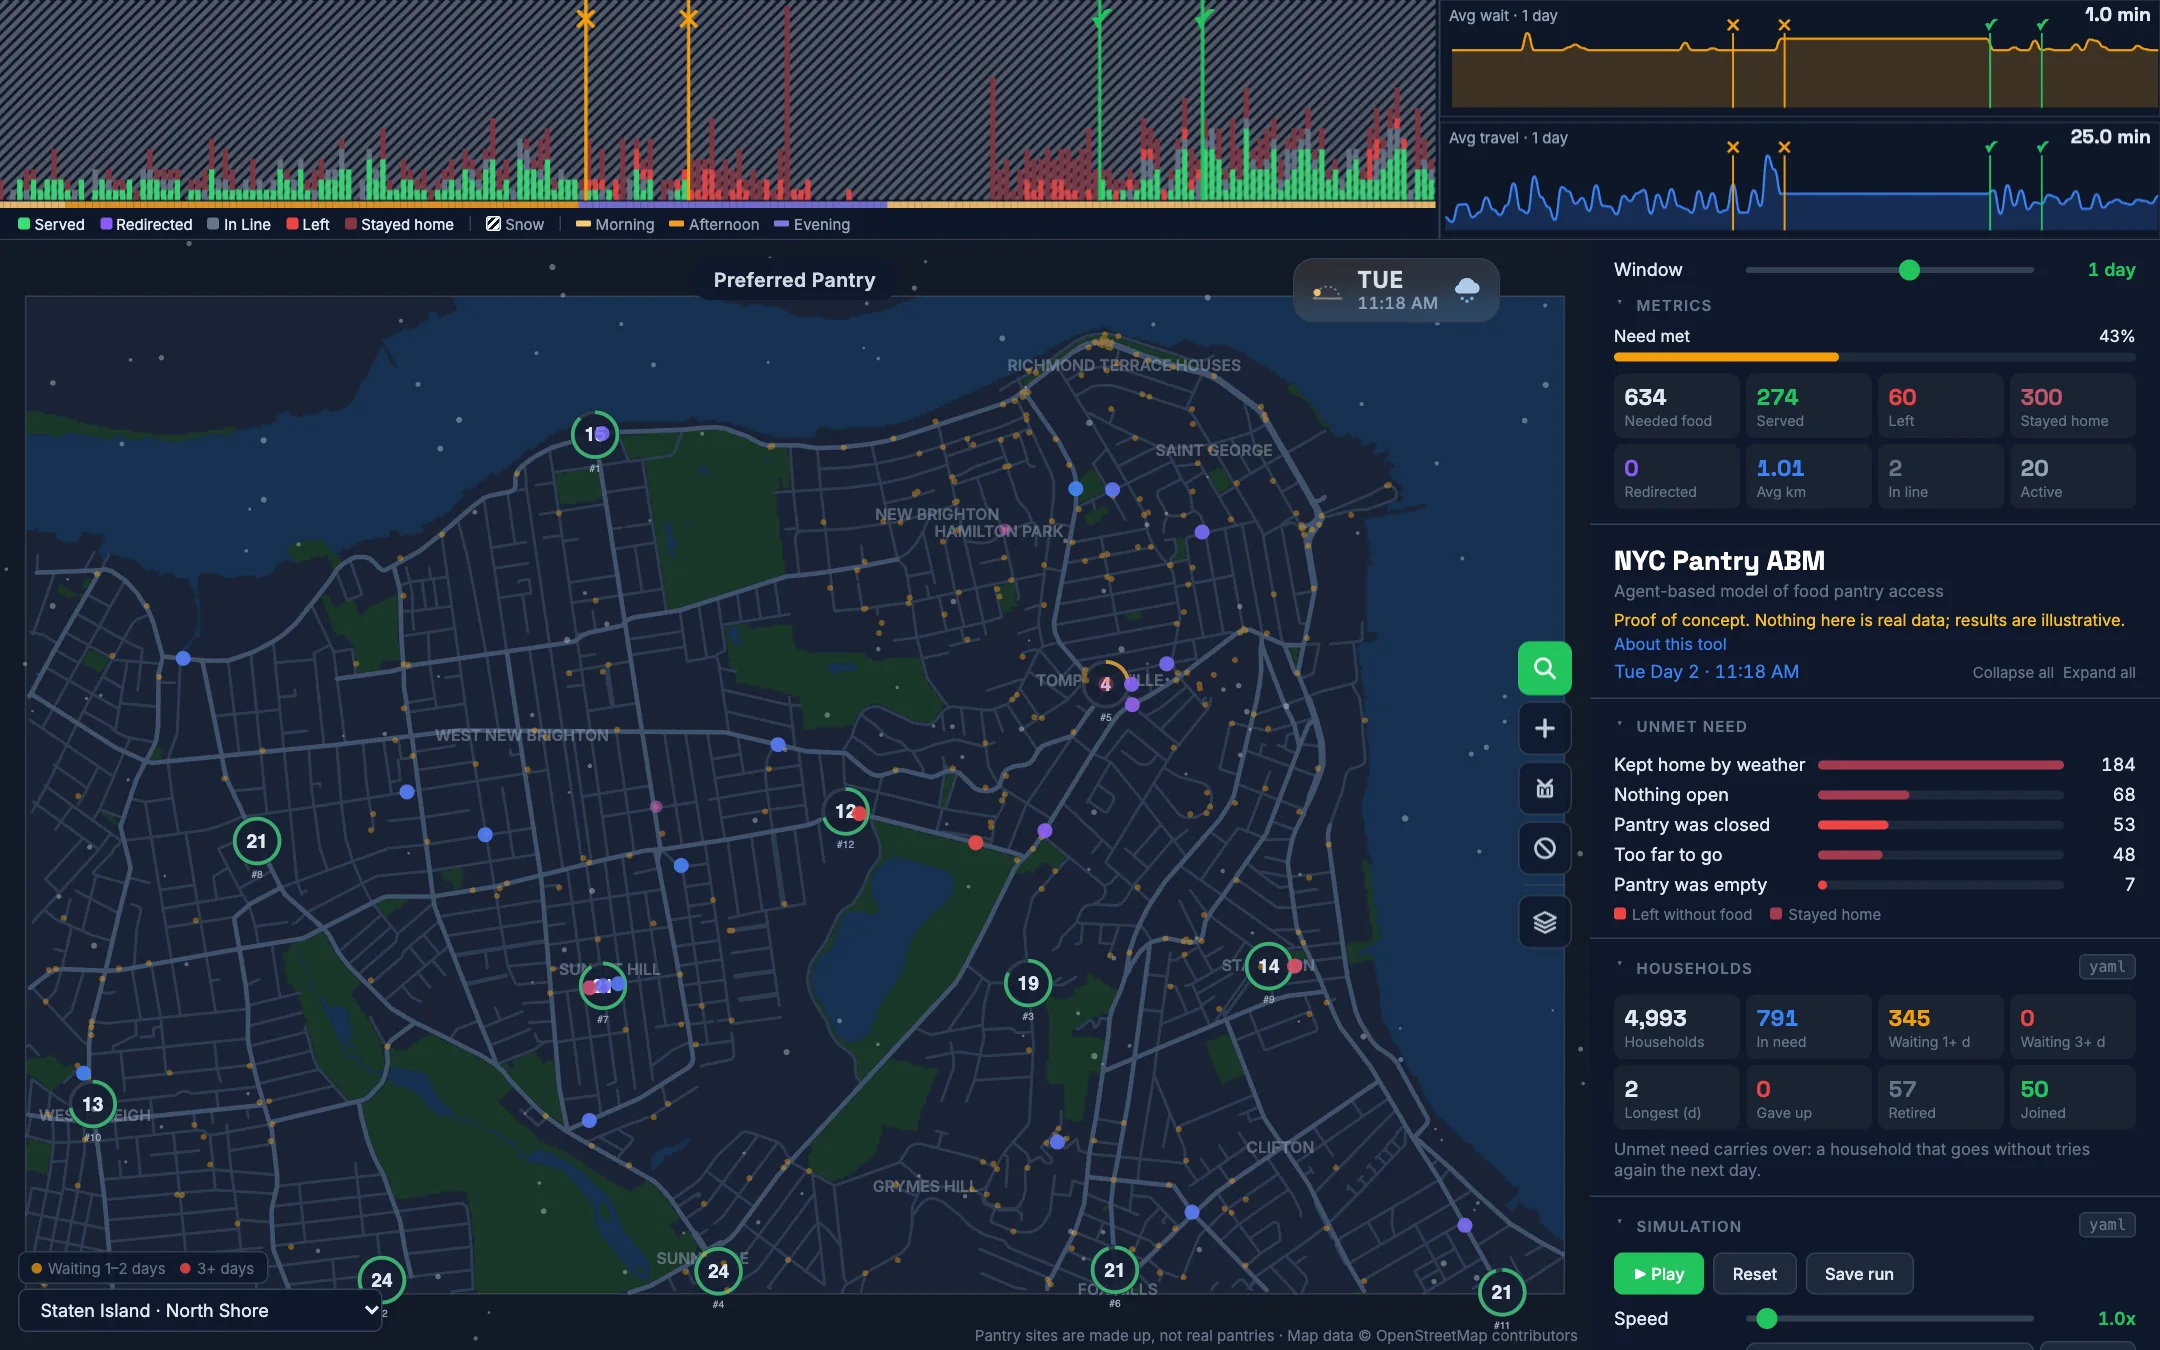 Avg wait · 1 day
1.0 min
Avg travel · 1 day
25.0 min
Served
Redirected
In Line
Left
Stayed home
Snow
Morning
Afternoon
Evening
Preferred Pantry
TUE
11:18 AM
RICHMOND TERRACE HOUSES
SAINT GEORGE
#1
NEW BRIGHTON
HAMILTON PARK
4
#5
WEST NEW BRIGHTON
12
#12
21
#8
14
#9
19
#3
#7
13
#10
CLIFTON
GRYMES HILL
24
24
#4
21
#6
21
#11
Waiting 1–2 days
3+ days
Staten Island · North Shore
Pantry sites are made up, not real pantries · Map data © OpenStreetMap contributors
Window
1 day
METRICS
Need met
43%
634
274
60
300
Needed food
Served
Left
Stayed home
0
1.01
2
20
Redirected
Avg km
In line
Active
NYC Pantry ABM
Agent-based model of food pantry access
Proof of concept. Nothing here is real data; results are illustrative.
About this tool
Tue Day 2 · 11:18 AM
Collapse all
Expand all
UNMET NEED
Kept home by weather
184
Nothing open
68
Pantry was closed
53
Too far to go
48
Pantry was empty
7
Left without food
Stayed home
HOUSEHOLDS
yaml
4,993
791
345
0
Households
In need
Waiting 1+ d
Waiting 3+ d
2
0
57
50
Longest (d)
Gave up
Retired
Joined
Unmet need carries over: a household that goes without tries
again the next day.
SIMULATION
yaml
Play
Reset
Save run
Speed
1.0x